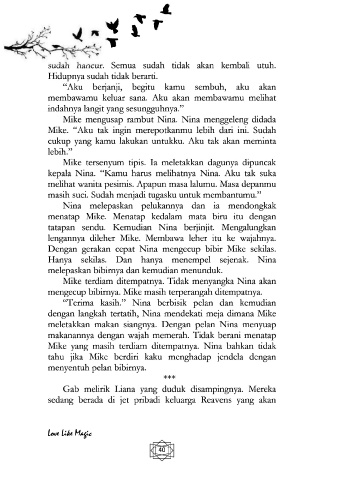 sudah hancur. Semua sudah tidak akan kembali utuh.
Hidupnya sudah tidak berarti.
“Aku berjanji, begitu kamu sembuh, aku akan
membawamu keluar sana. Aku akan membawamu melihat
indahnya langit yang sesungguhnya.”
Mike mengusap rambut Nina. Nina menggeleng didada
Mike. “Aku tak ingin merepotkanmu lebih dari ini. Sudah
cukup yang kamu lakukan untukku. Aku tak akan meminta
lebih.”
Mike tersenyum tipis. Ia meletakkan dagunya dipuncak
kepala Nina. “Kamu harus melihatnya Nina. Aku tak suka
melihat wanita pesimis. Apapun masa lalumu. Masa depanmu
masih suci. Sudah menjadi tugasku untuk membantumu.”
Nina melepaskan pelukannya dan ia mendongkak
menatap Mike. Menatap kedalam mata biru itu dengan
tatapan sendu. Kemudian Nina berjinjit. Mengalungkan
lengannya dileher Mike. Membawa leher itu ke wajahnya.
Dengan gerakan cepat Nina mengecup bibir Mike sekilas.
Hanya sekilas. Dan hanya menempel sejenak. Nina
melepaskan bibirnya dan kemudian menunduk.
Mike terdiam ditempatnya. Tidak menyangka Nina akan
mengecup bibirnya. Mike masih terperangah ditempatnya.
“Terima kasih.” Nina berbisik pelan dan kemudian
dengan langkah tertatih, Nina mendekati meja dimana Mike
meletakkan makan siangnya. Dengan pelan Nina menyuap
makanannya dengan wajah memerah. Tidak berani menatap
Mike yang masih terdiam ditempatnya. Nina bahkan tidak
tahu jika Mike berdiri kaku menghadap jendela dengan
menyentuh pelan bibirnya.
***
Gab melirik Liana yang duduk disampingnya. Mereka
sedang berada di jet pribadi keluarga Reavens yang akan
Love Like Magic
40